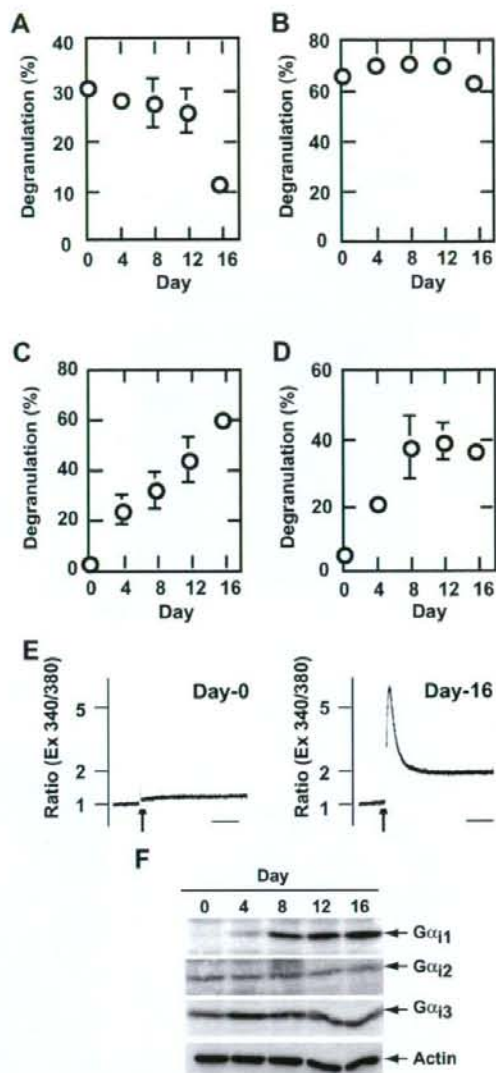 A
B
Degranulation (%)
40
30
20
10
0
0 4 8 12 16
Day
Degranulation (%)
80
60
40
20
0
0 4 8 12 16
Day
C
D
Degranulation (%)
80
60
40
20
0
0 4 8 12 16
Day
Degranulation (%)
60
40
20
0
0 4 8 12 16
Day
E
Ratio (Ex 340/380)
5
2
1
Day-0
Ratio (Ex 340/380)
5
2
1
Day-16
F
Day
0 4 8 12 16
Gαi1
Gαi2
Gαi3
Actin